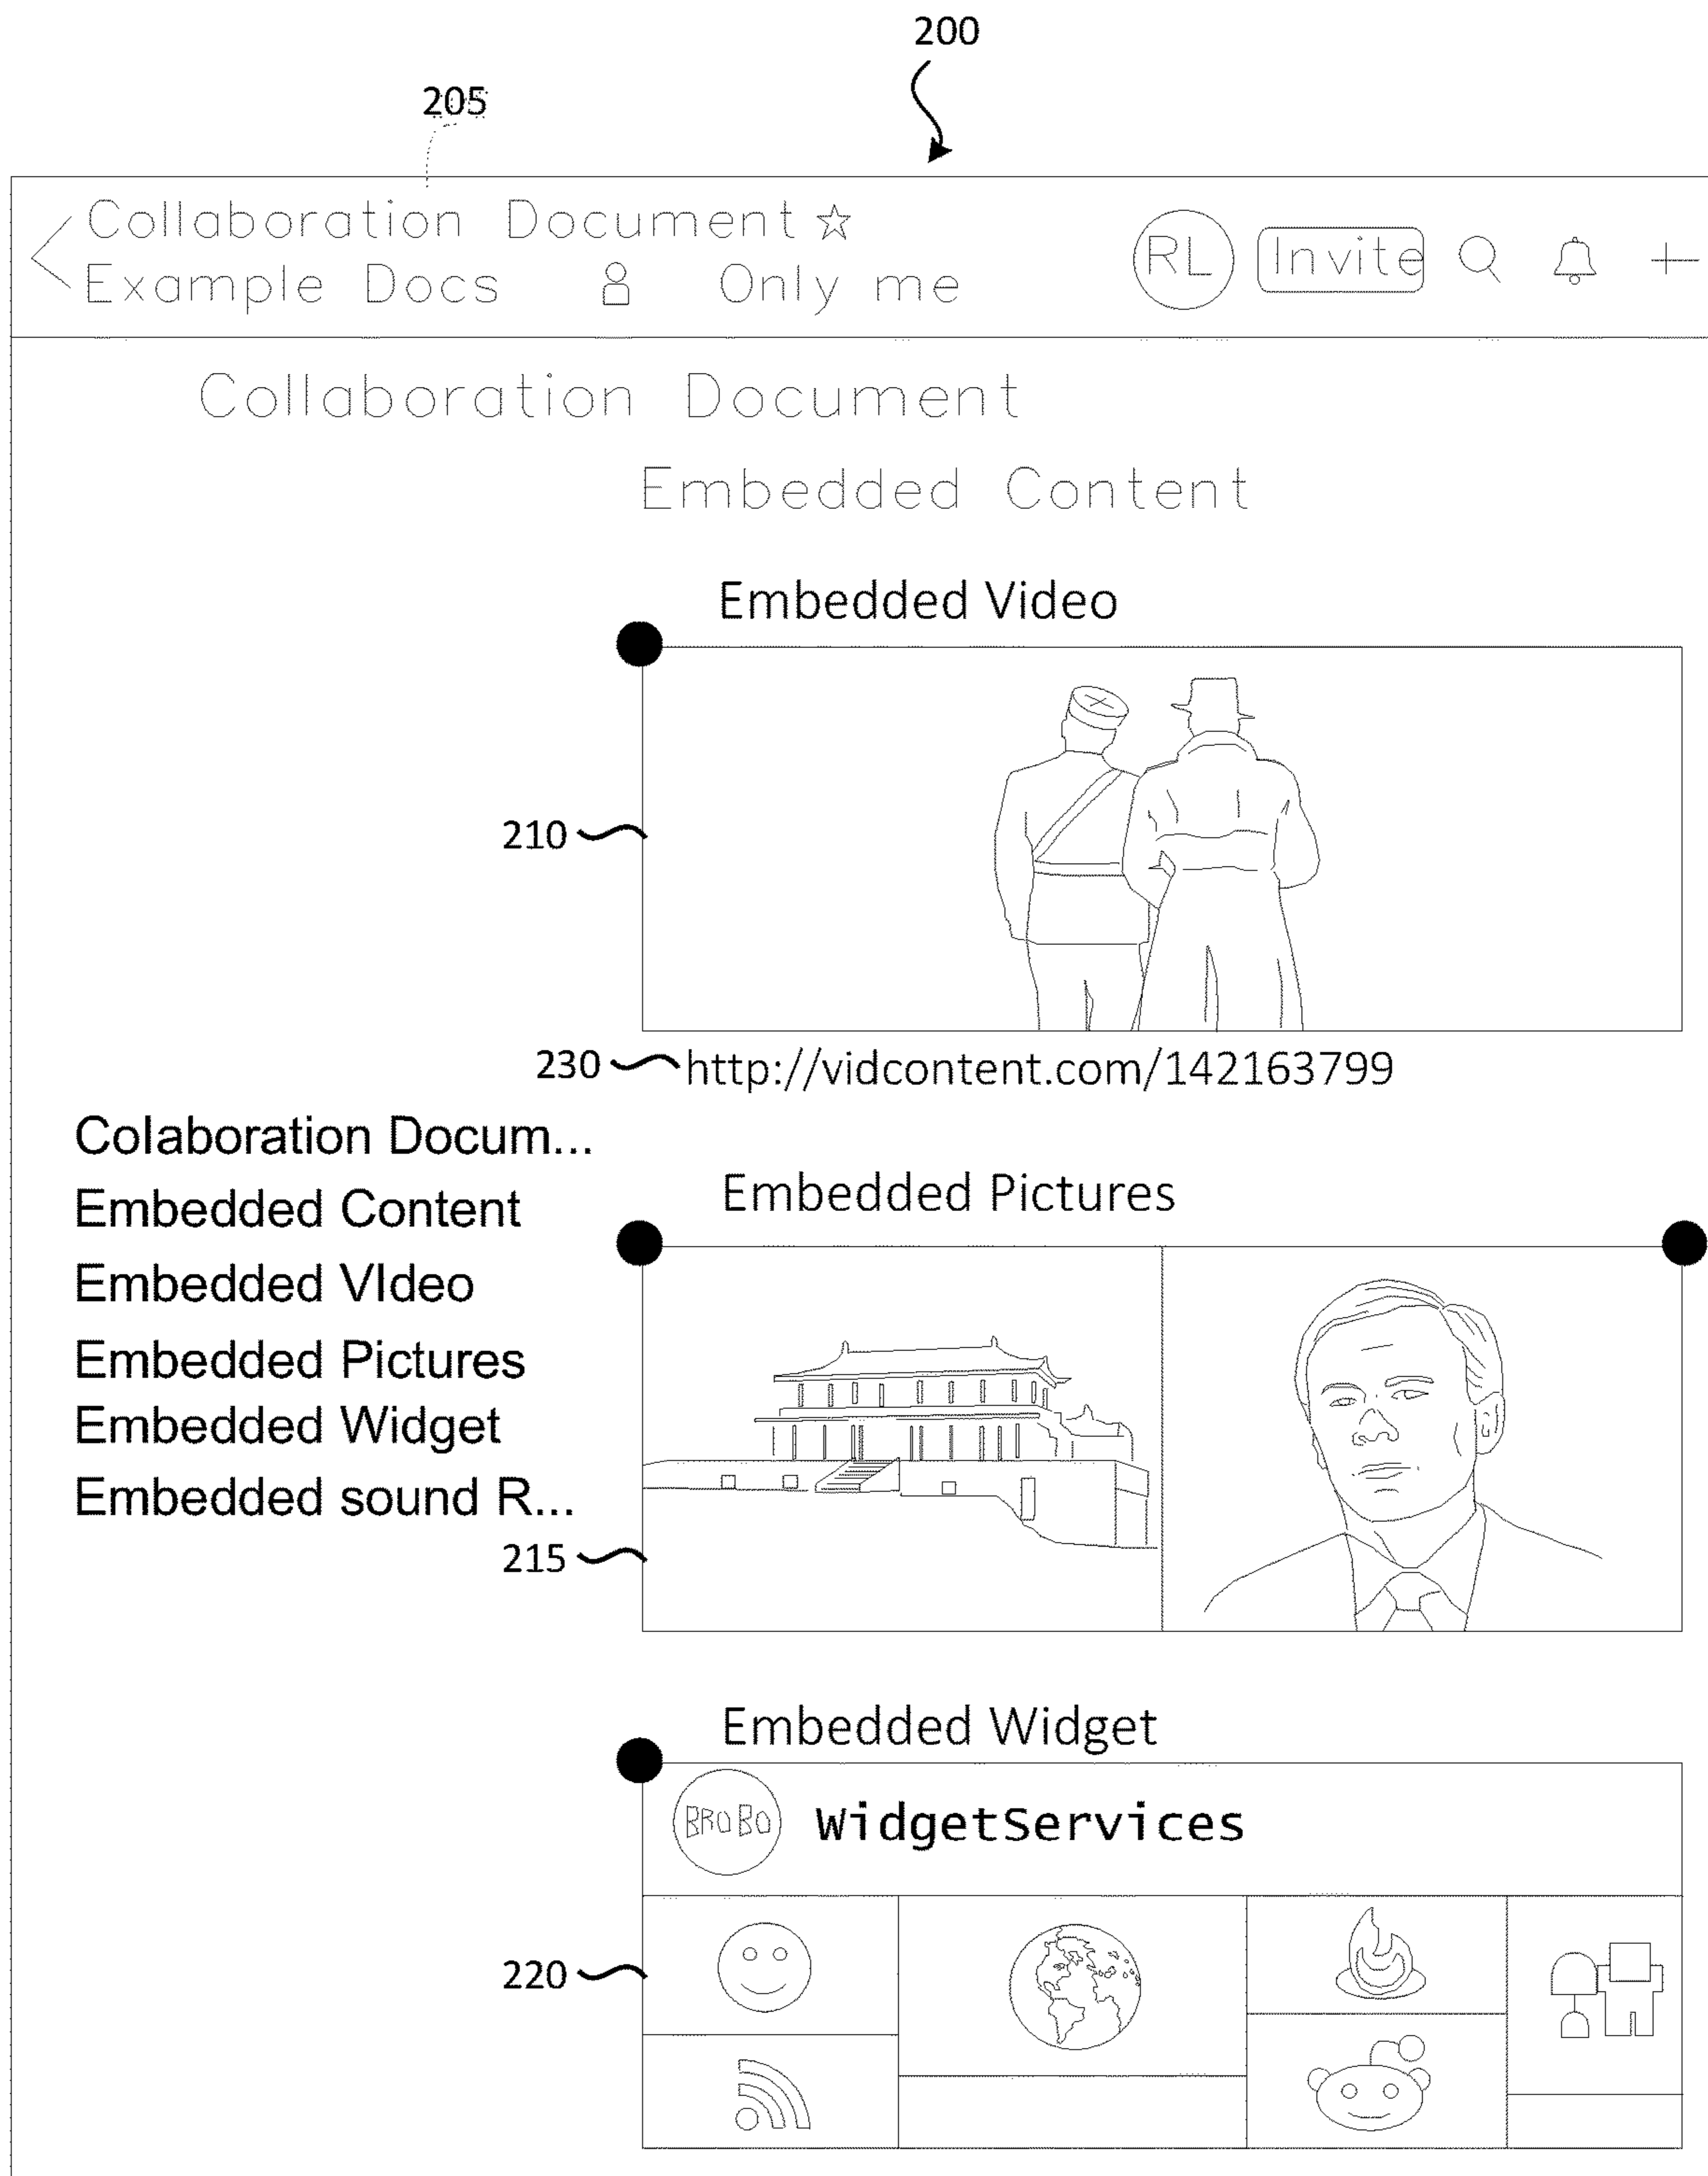 200
205
Collaboration Document
Example Docs Only me
RL Invite
Collaboration Document
Embedded Content
Embedded Video
210
230 http://vidcontent.com/142163799
Colaboration Docum...
Embedded Content
Embedded VIdeo
Embedded Pictures
Embedded Widget
Embedded sound R...
Embedded Pictures
215
Embedded Widget
BROBO WidgetServices
220